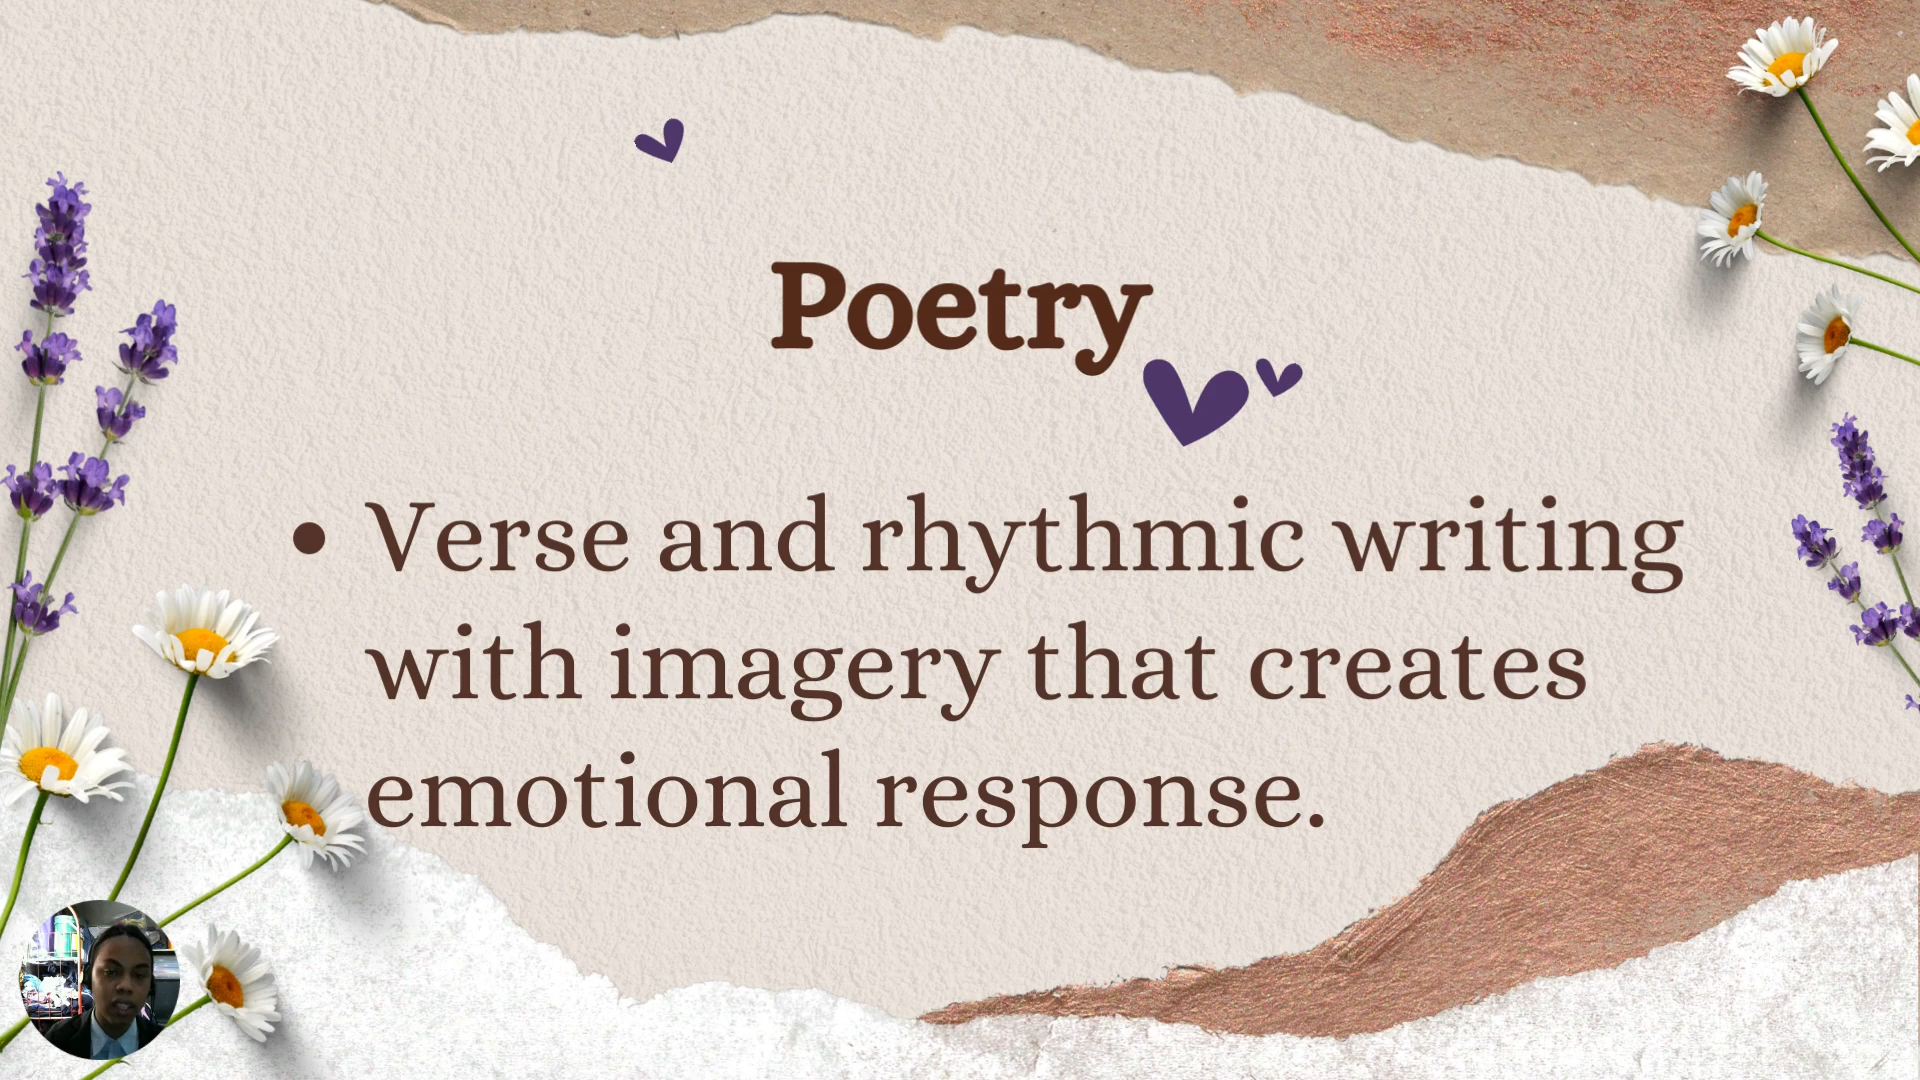 Poetry
• Verse and rhythmic writing
with imagery that creates
emotional response.